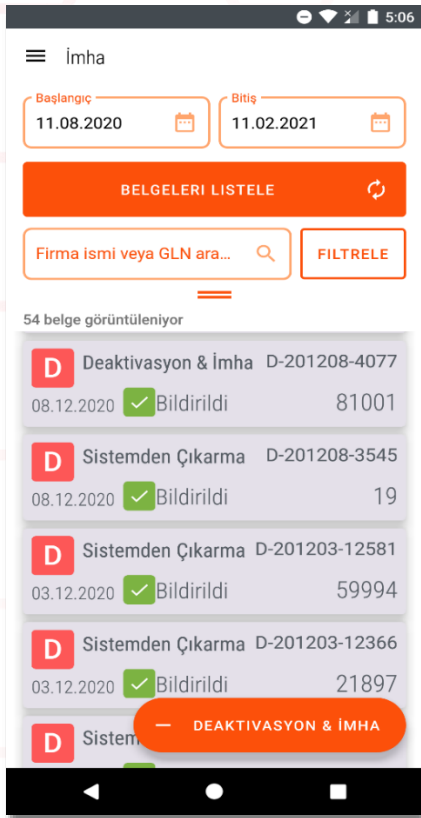 5:06
İmha
Başlangıç
11.08.2020
Bitiş
11.02.2021
BELGELERI LISTELE
Firma ismi veya GLN ara...
FILTRELE
54 belge görüntüleniyor
D Deaktivasyon & İmha D-201208-4077
08.12.2020 Bildirildi 81001
D Sistemden Çıkarma D-201208-3545
08.12.2020 Bildirildi 19
D Sistemden Çıkarma D-201203-12581
03.12.2020 Bildirildi 59994
D Sistemden Çıkarma D-201203-12366
03.12.2020 Bildirildi 21897
D Sistem
DEAKTIVASYON & İMHA